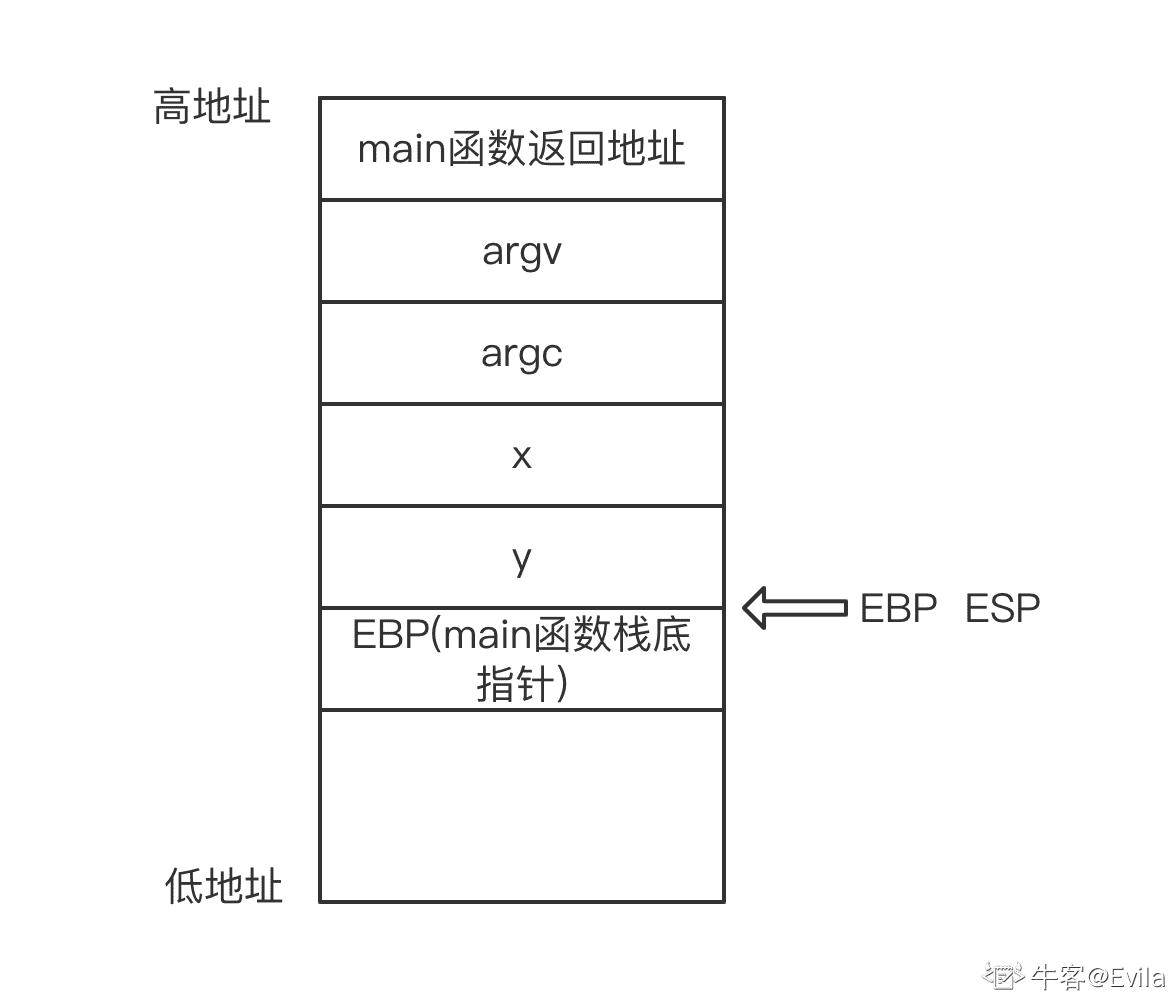 高地址
main函数返回地址
argv
argc
x
y
EBP ESP
EBP(main函数栈底
指针)
低地址
牛客@Evila